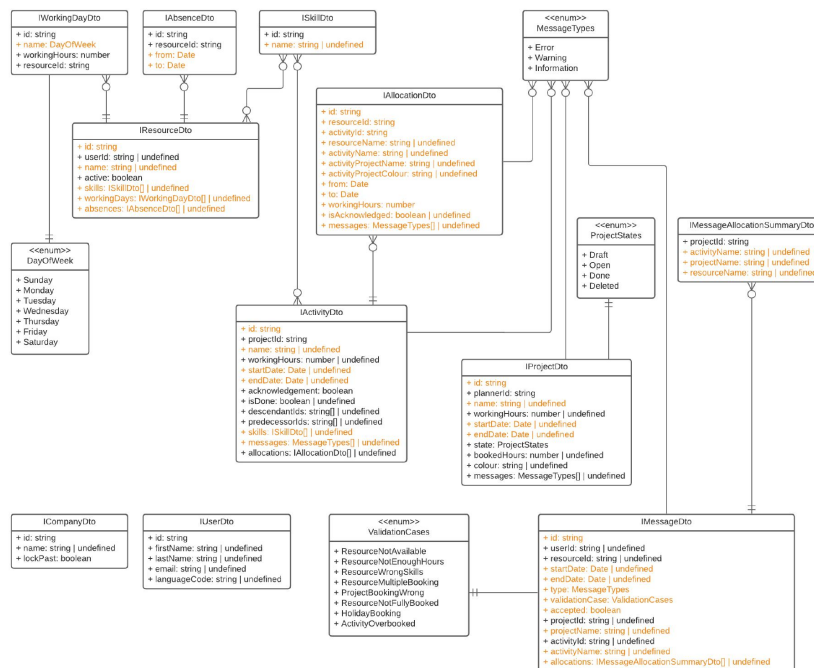 IWorkingDayDto
+ id: string
+ name: DayOfWeek
+ workingHours: number
+ resourceId: string
IAbsenceDto
+ id: string
+ resourceId: string
+ from: Date
+ to: Date
ISkillDto
+ id: string
+ name: string | undefined
<<enum>>
MessageTypes
+ Error
+ Warning
+ Information
IAllocationDto
+ id: string
+ resourceId: string
+ activityId: string
+ resourceName: string | undefined
+ activityName: string | undefined
+ activityProjectName: string | undefined
+ activityProjectColour: string | undefined
+ from: Date
+ to: Date
+ workingHours: number
+ isAcknowledged: boolean | undefined
+ messages: MessageTypes[] | undefined
IResourceDto
+ id: string
+ userId: string | undefined
+ name: string | undefined
+ active: boolean
+ skills: ISkillDto[] | undefined
+ workingDays: IWorkingDayDto[] | undefined
+ absences: IAbsenceDto[] | undefined
<<enum>>
ProjectStates
+ Draft
+ Open
+ Done
+ Deleted
IMessageAllocationSummaryDto
+ projectId: string
+ activityName: string | undefined
+ projectName: string | undefined
+ resourceName: string | undefined
<<enum>>
DayOfWeek
+ Sunday
+ Monday
+ Tuesday
+ Wednesday
+ Thursday
+ Friday
+ Saturday
IActivityDto
+ id: string
+ projectId: string
+ name: string | undefined
+ workingHours: number | undefined
+ startDate: Date | undefined
+ endDate: Date | undefined
+ acknowledgement: boolean
+ isDone: boolean | undefined
+ descendantIds: string[] | undefined
+ predecessorIds: string[] | undefined
+ skills: ISkillDto[] | undefined
+ messages: MessageTypes[] | undefined
+ allocations: IAllocationDto[] | undefined
IProjectDto
+ id: string
+ plannerId: string
+ name: string | undefined
+ workingHours: number | undefined
+ startDate: Date | undefined
+ endDate: Date | undefined
+ state: ProjectStates
+ bookedHours: number | undefined
+ colour: string | undefined
+ messages: MessageTypes[] | undefined
ICompanyDto
+ id: string
+ name: string | undefined
+ lockPast: boolean
IUserDto
+ id: string
+ firstName: string | undefined
+ lastName: string | undefined
+ email: string | undefined
+ languageCode: string | undefined
<<enum>>
ValidationCases
+ ResourceNotAvailable
+ ResourceNotEnoughHours
+ ResourceWrongSkills
+ ResourceMultipleBooking
+ ProjectBookingWrong
+ ResourceNotFullyBooked
+ HolidayBooking
+ ActivityOverbooked
IMessageDto
+ id: string
+ userId: string | undefined
+ resourceId: string | undefined
+ startDate: Date | undefined
+ endDate: Date | undefined
+ type: MessageTypes
+ validationCase: ValidationCases
+ accepted: boolean
+ projectId: string | undefined
+ projectName: string | undefined
+ activityId: string | undefined
+ activityName: string | undefined
+ allocations: IMessageAllocationSummaryDto[] | undefined